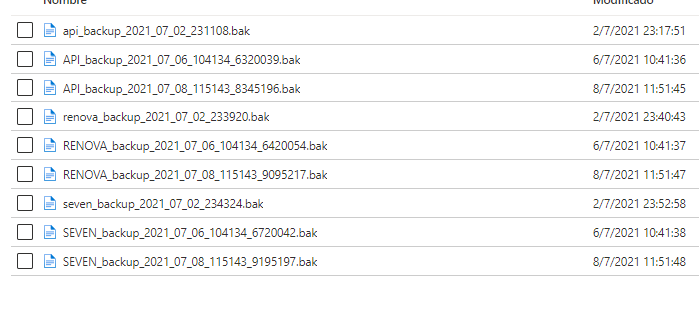 Nombre Modificado
api_backup_2021_07_02_231108.bak 2/7/2021 23:17:51
API_backup_2021_07_06_104134_6320039.bak 6/7/2021 10:41:36
API_backup_2021_07_08_115143_8345196.bak 8/7/2021 11:51:45
renova_backup_2021_07_02_233920.bak 2/7/2021 23:40:43
RENOVA_backup_2021_07_06_104134_6420054.bak 6/7/2021 10:41:37
RENOVA_backup_2021_07_08_115143_9095217.bak 8/7/2021 11:51:47
seven_backup_2021_07_02_234324.bak 2/7/2021 23:52:58
SEVEN_backup_2021_07_06_104134_6720042.bak 6/7/2021 10:41:38
SEVEN_backup_2021_07_08_115143_9195197.bak 8/7/2021 11:51:48